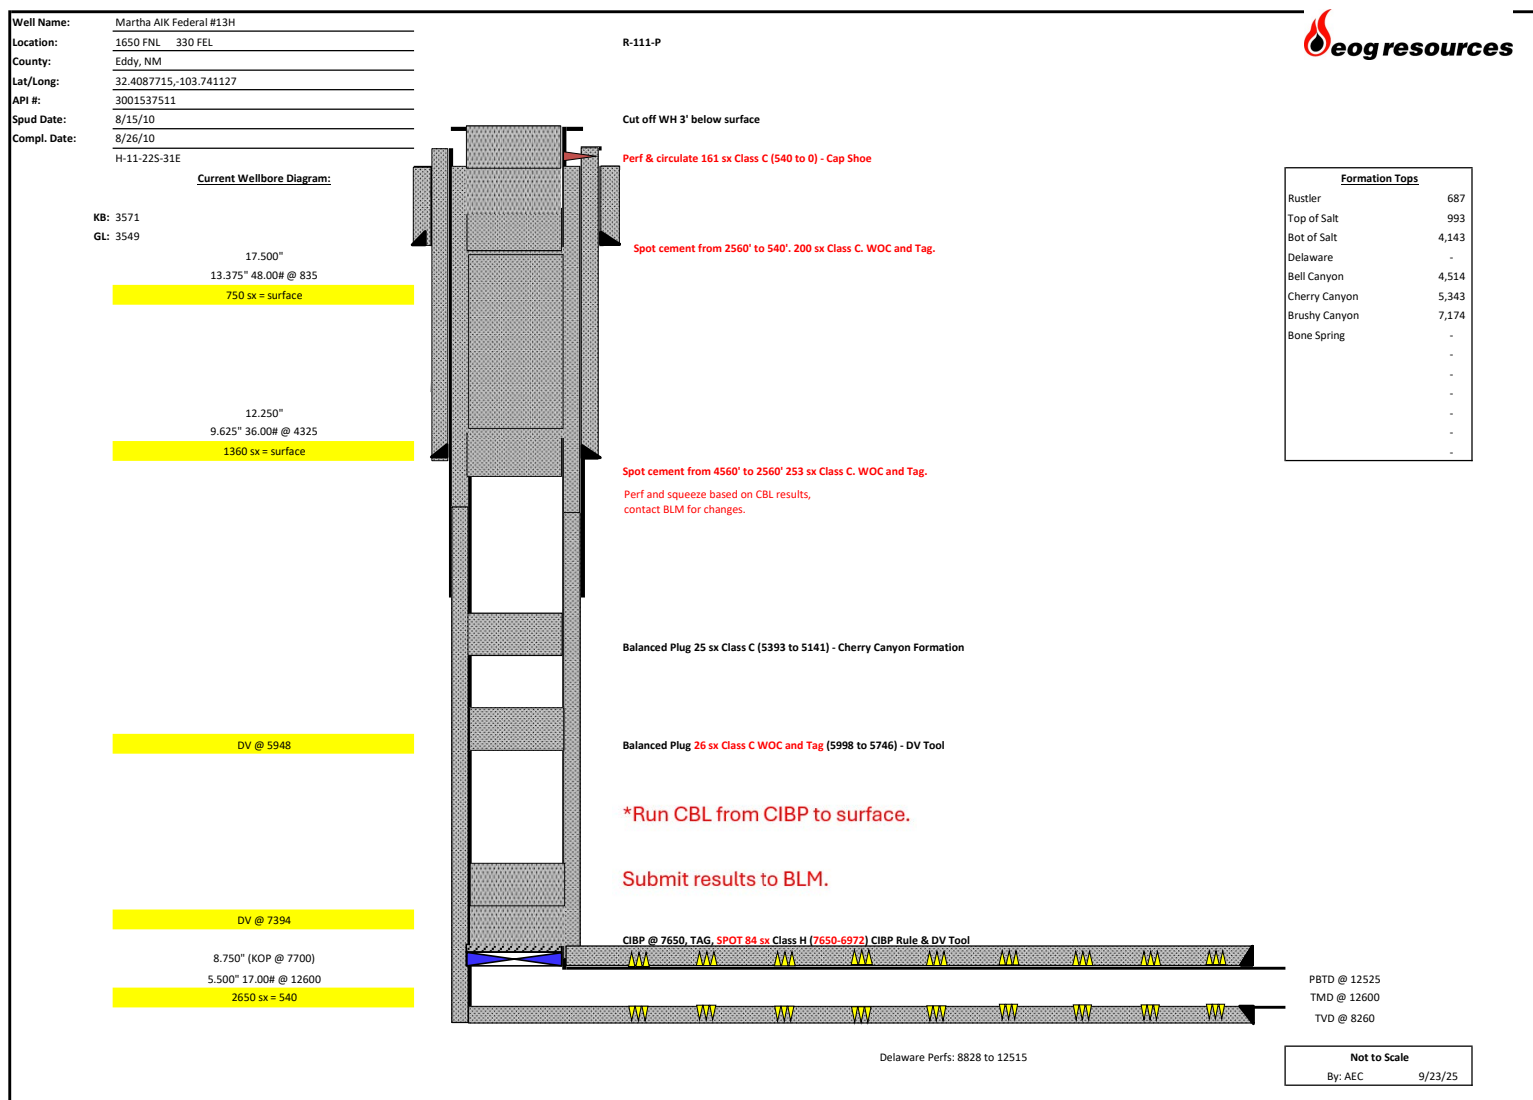 Well Name: Martha AIK Federal #13H
Location: 1650 FNL 330 FEL
County: Eddy, NM
Lat/Long: 32.4087715,-103.741127
API #: 3001537511
Spud Date: 8/15/10
Compl. Date: 8/26/10
H-11-22S-31E
Current Wellbore Diagram:
KB: 3571
GL: 3549
17.500"
13.375" 48.00# @ 835
750 sx = surface
12.250"
9.625" 36.00# @ 4325
1360 sx = surface
DV @ 5948
DV @ 7394
8.750" (KOP @ 7700)
5.500" 17.00# @ 12600
2650 sx = 540
R-111-P
Cut off WH 3' below surface
Perf & circulate 161 sx Class C (540 to 0) - Cap Shoe
Spot cement from 2560' to 540'. 200 sx Class C. WOC and Tag.
Spot cement from 4560' to 2560' 253 sx Class C. WOC and Tag.
Perf and squeeze based on CBL results,
contact BLM for changes.
Balanced Plug 25 sx Class C (5393 to 5141) - Cherry Canyon Formation
Balanced Plug 26 sx Class C WOC and Tag (5998 to 5746) - DV Tool
*Run CBL from CIBP to surface.
Submit results to BLM.
CIBP @ 7650, TAG, SPOT 84 sx Class H (7650-6972) CIBP Rule & DV Tool
Delaware Perfs: 8828 to 12515
eog resources
Formation Tops
Rustler 687
Top of Salt 993
Bot of Salt 4,143
Delaware -
Bell Canyon 4,514
Cherry Canyon 5,343
Brushy Canyon 7,174
Bone Spring -
-
-
-
-
-
-
PBTD @ 12525
TMD @ 12600
TVD @ 8260
Not to Scale
By: AEC 9/23/25